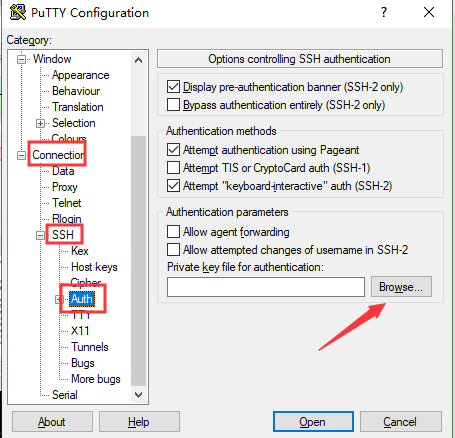 PuTTY Configuration
Category:
Window
Appearance
Behaviour
Translation
Selection
Colours
Connection
Data
Proxy
Telnet
Rlogin
SSH
Kex
Host keys
Cipher
Auth
TTY
X11
Tunnels
Bugs
More bugs
Serial
Options controlling SSH authentication
Display pre-authentication banner (SSH-2 only)
Bypass authentication entirely (SSH-2 only)
Authentication methods
Attempt authentication using Pageant
Attempt TIS or CryptoCard auth (SSH-1)
Attempt "keyboard-interactive" auth (SSH-2)
Authentication parameters
Allow agent forwarding
Allow attempted changes of username in SSH-2
Private key file for authentication:
Browse...
About
Help
Open
Cancel